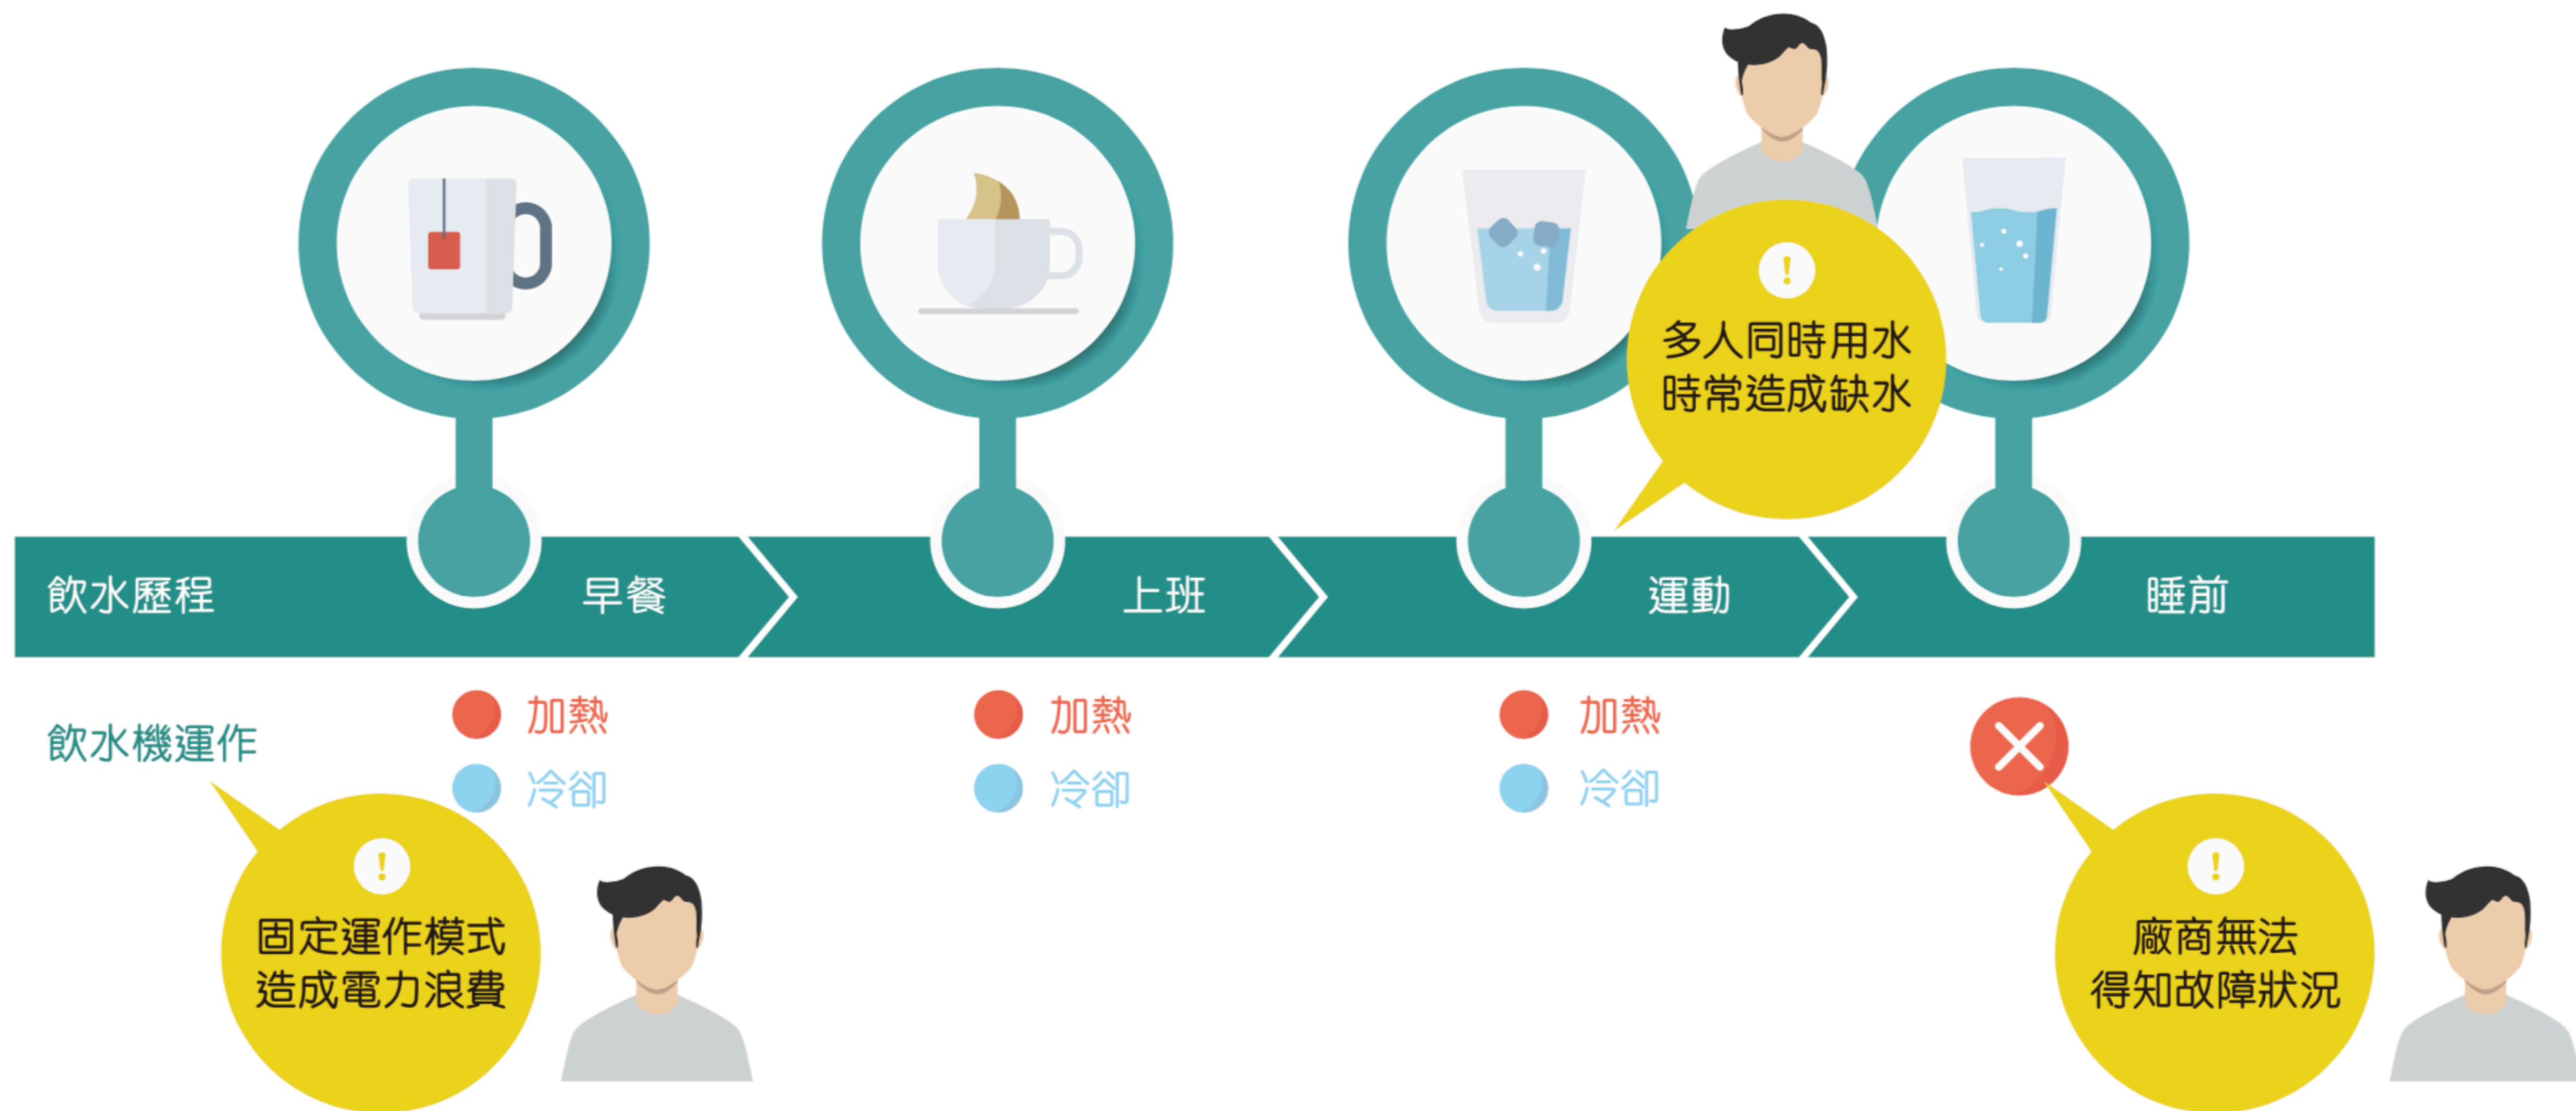 !
多人同時用水
時常造成缺水
飲水歷程
早餐
上班
運動
睡前
飲水機運作
加熱
冷卻
加熱
冷卻
加熱
冷卻
!
固定運作模式
造成電力浪費
!
廠商無法
得知故障狀況